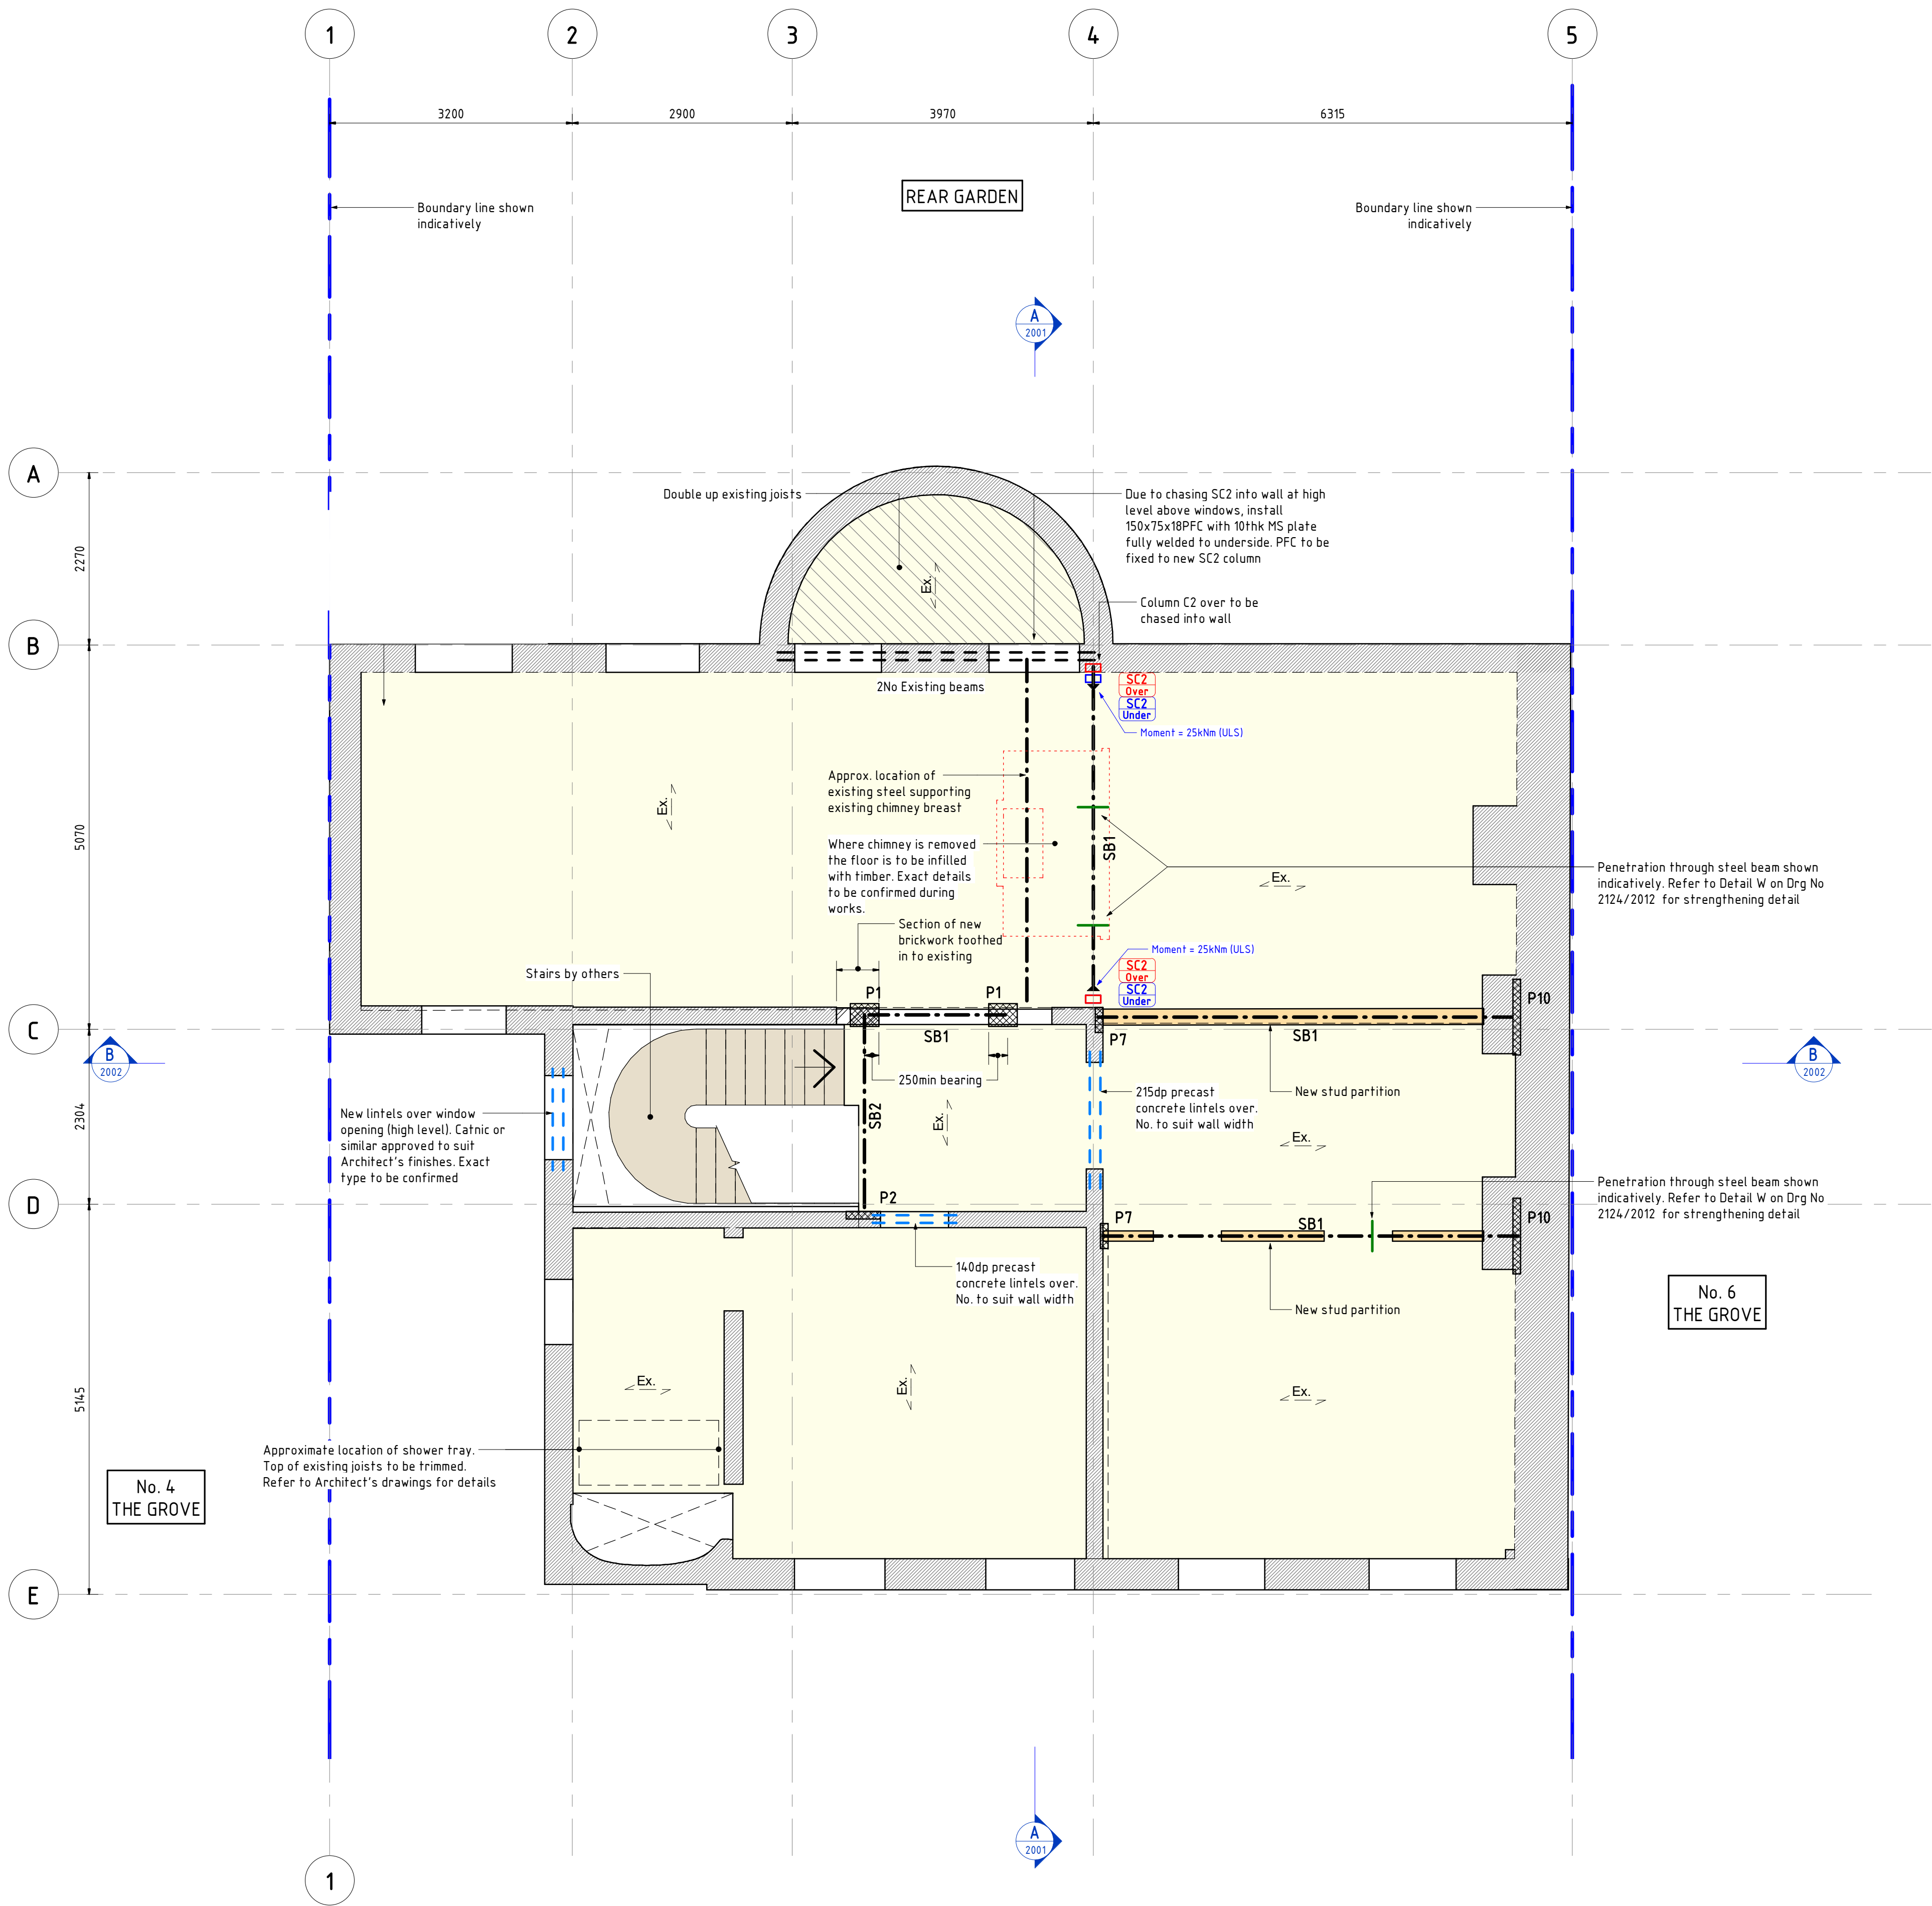 1
2
3
4
5
3200
2900
3970
6315
REAR GARDEN
Boundary line shown
indicatively
Boundary line shown
indicatively
A
2001
A
Double up existing joists
Due to chasing SC2 into wall at high
level above windows, install
150x75x18PFC with 10thk MS plate
fully welded to underside. PFC to be
fixed to new SC2 column
2270
Ex.
Column C2 over to be
chased into wall
B
2No Existing beams
SC2
Over
SC2
Under
Moment = 25kNm (ULS)
Approx. location of
existing steel supporting
existing chimney breast
Ex.
5070
Where chimney is removed
the floor is to be infilled
with timber. Exact details
to be confirmed during
works.
SB1
Ex.
Penetration through steel beam shown
indicatively. Refer to Detail W on Drg No
2124/2012 for strengthening detail
Section of new
brickwork toothed
in to existing
Moment = 25kNm (ULS)
SC2
Over
SC2
Under
Stairs by others
P1
P1
P10
C
SB1
P7
SB1
B
2002
B
2002
250min bearing
New stud partition
215dp precast
concrete lintels over.
No. to suit wall width
New lintels over window
opening (high level). Catnic or
similar approved to suit
Architect's finishes. Exact
type to be confirmed
2304
SB2
Ex.
Ex.
Penetration through steel beam shown
indicatively. Refer to Detail W on Drg No
2124/2012 for strengthening detail
D
P2
P7
SB1
P10
140dp precast
concrete lintels over.
No. to suit wall width
No. 6
THE GROVE
New stud partition
5145
Ex.
Ex.
Ex.
Approximate location of shower tray.
Top of existing joists to be trimmed.
Refer to Architect's drawings for details
No. 4
THE GROVE
E
A
2001
1